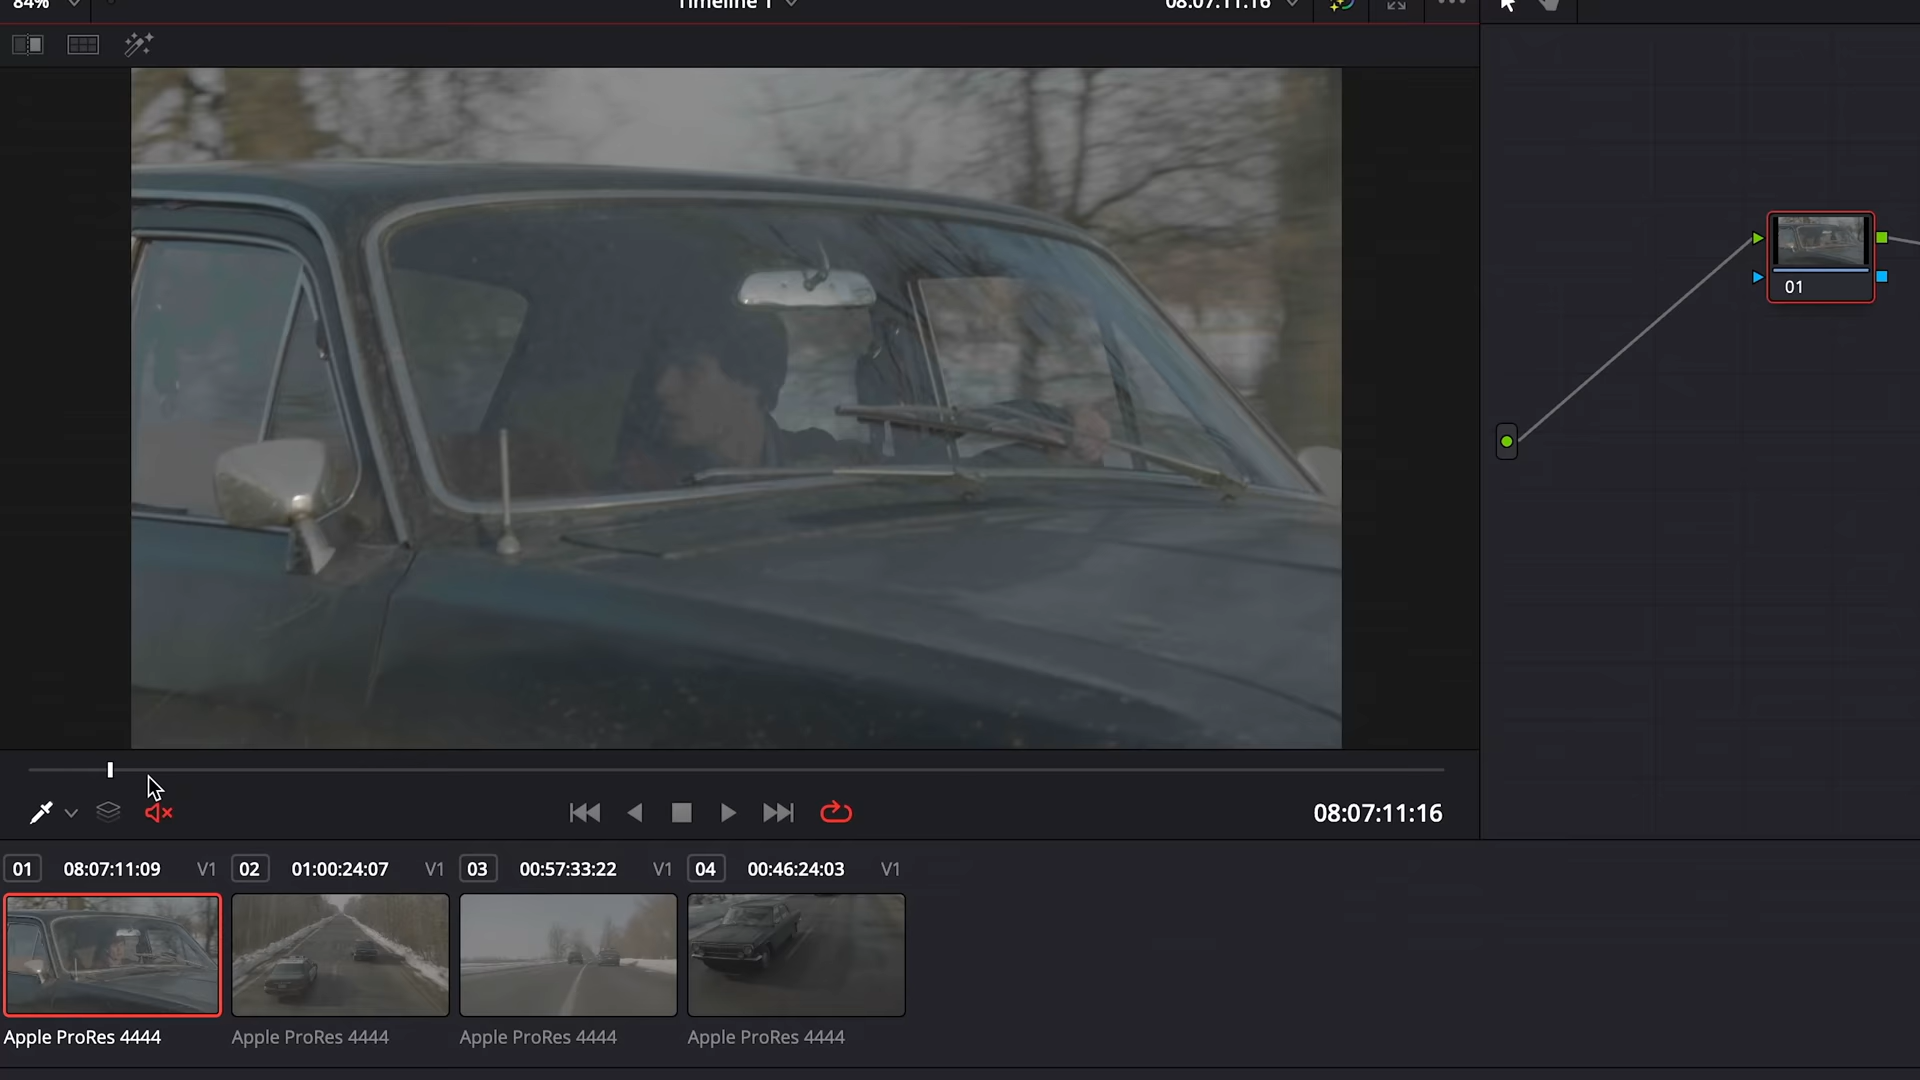 84%
Timeline 1
08:07:11:16
01
08:07:11:16
01 08:07:11:09 V1 02 01:00:24:07 V1 03 00:57:33:22 V1 04 00:46:24:03 V1
Apple ProRes 4444 Apple ProRes 4444 Apple ProRes 4444 Apple ProRes 4444